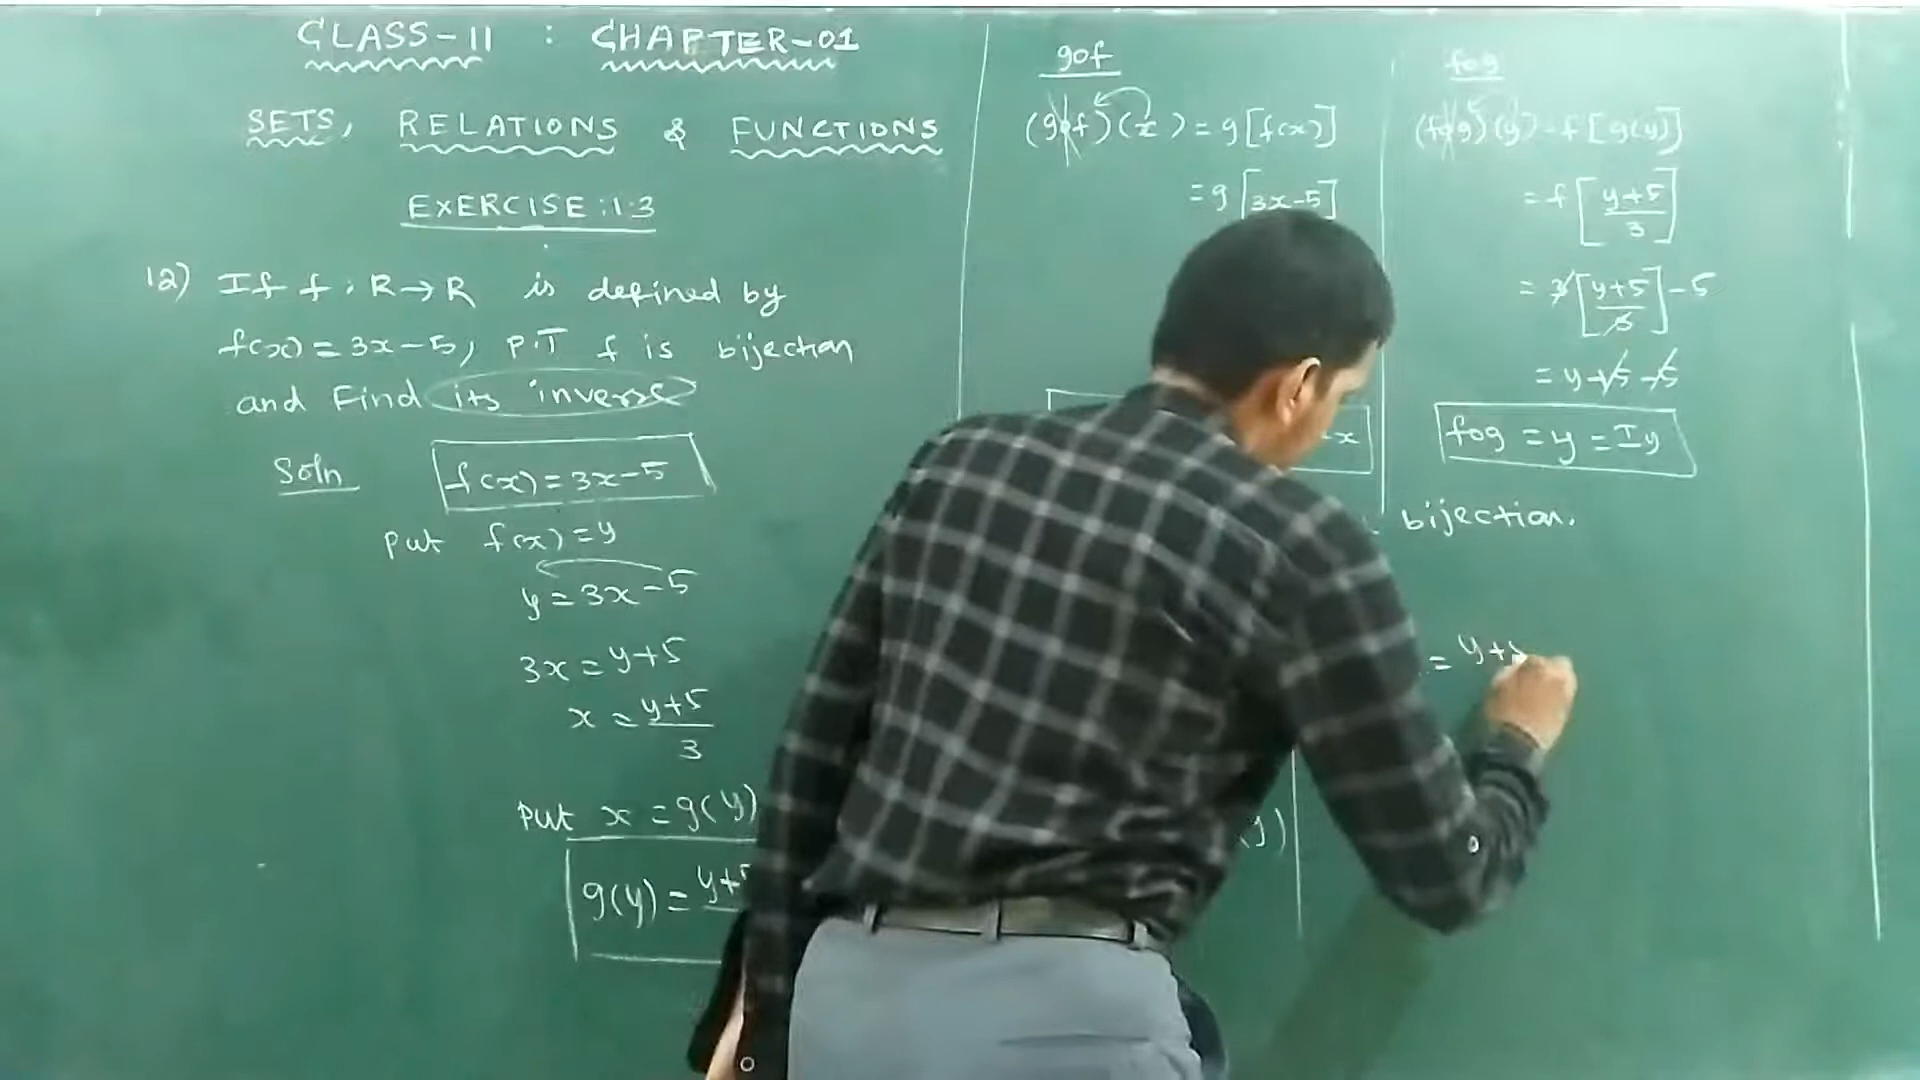 CLASS-11 : CHAPTER-01
SETS, RELATIONS & FUNCTIONS
EXERCISE:1.3
12) If f: R→R is defined by
f(x)=3x-5, P.T f is bijection
and Find its inverse
Soln f(x)=3x-5
put f(x)=y
y=3x-5
3x=y+5
x=y+5
3
put x=g(y)
g(y)=y+5
gof
(gof)(x)=g[f(x)]
=g[3x-5]
x
fog
(fog)(y)=f[g(y)]
=f[y+5
3]
=3[y+5
3]-5
=y+5-5
fog=y=Iy
bijection.
=y+